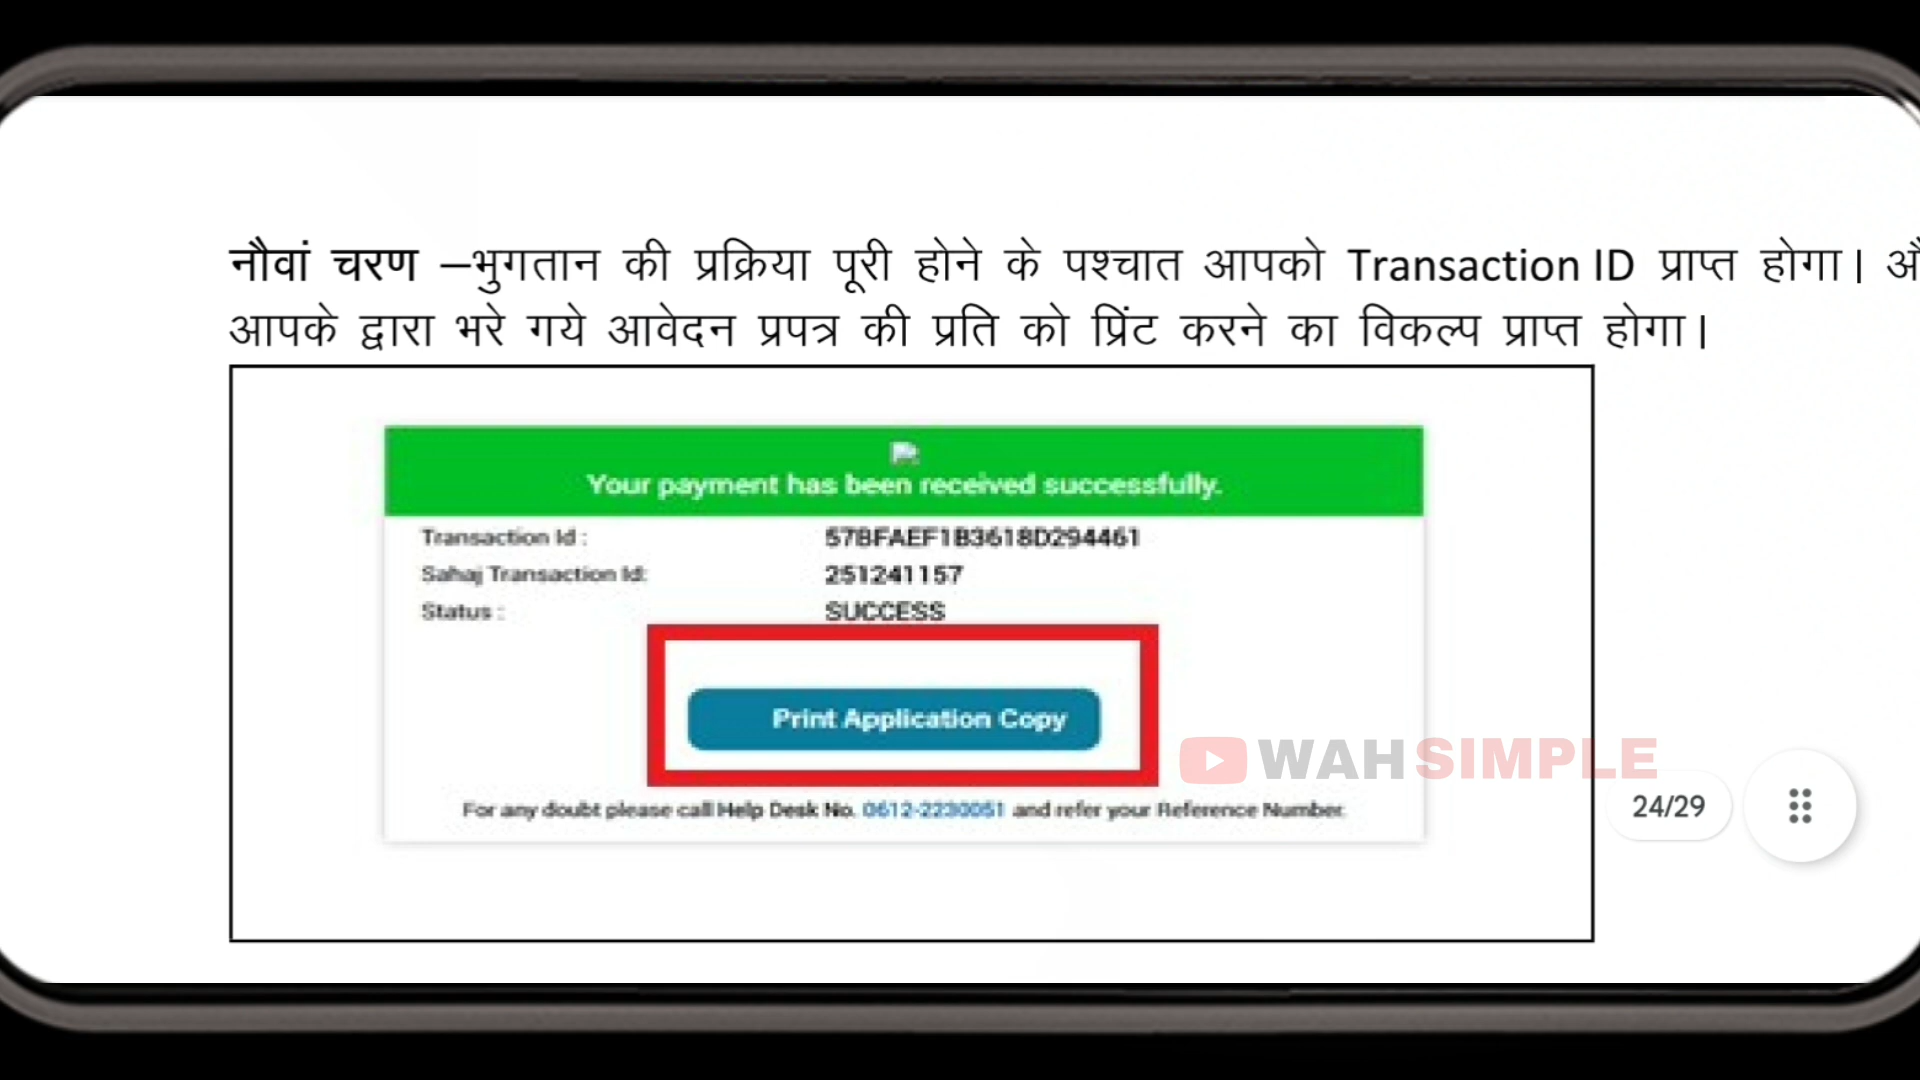 नौवां चरण –भुगतान की प्रक्रिया पूरी होने के पश्चात आपको Transaction ID प्राप्त होगा।
आपके द्वारा भरे गये आवेदन प्रपत्र की प्रति को प्रिंट करने का विकल्प प्राप्त होगा।
Your payment has been received successfully.
Transaction Id : 57BFAEF1B3618D294461
Sahaj Transaction Id: 251241157
Status : SUCCESS
Print Application Copy
WAHSIMPLE
For any doubt please call Help Desk No. 0612-2230051 and refer your Reference Number.
24/29